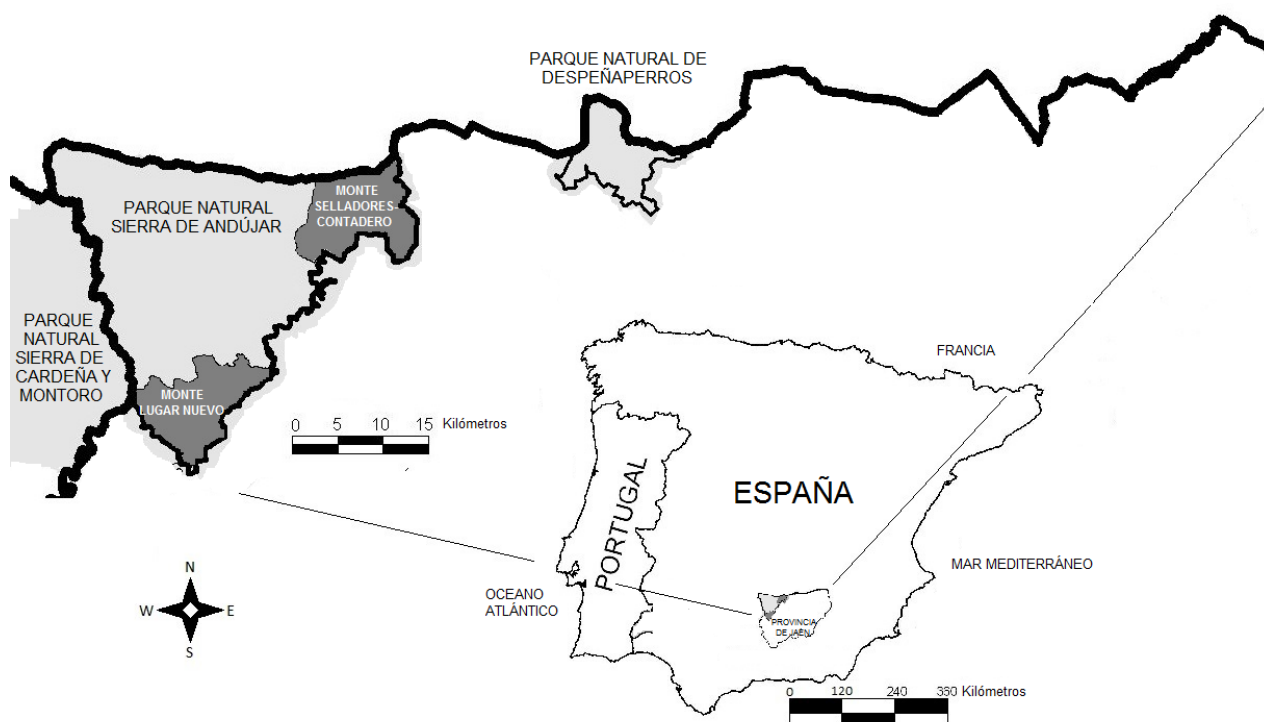 PARQUE NATURAL DE
DESPEÑAPERROS
MONTE
SELLADORES-
CONTADERO
PARQUE NATURAL
SIERRA DE ANDÚJAR
PARQUE
NATURAL
SIERRA DE
CARDEÑA Y
MONTORO
MONTE
LUGAR NUEVO
0 5 10 15 Kilómetros
FRANCIA
ESPAÑA
PORTUGAL
MAR MEDITERRÁNEO
OCEANO
ATLÁNTICO
PROVINCIA
DE JAÉN
N
W E
S
0 120 240 360 Kilómetros